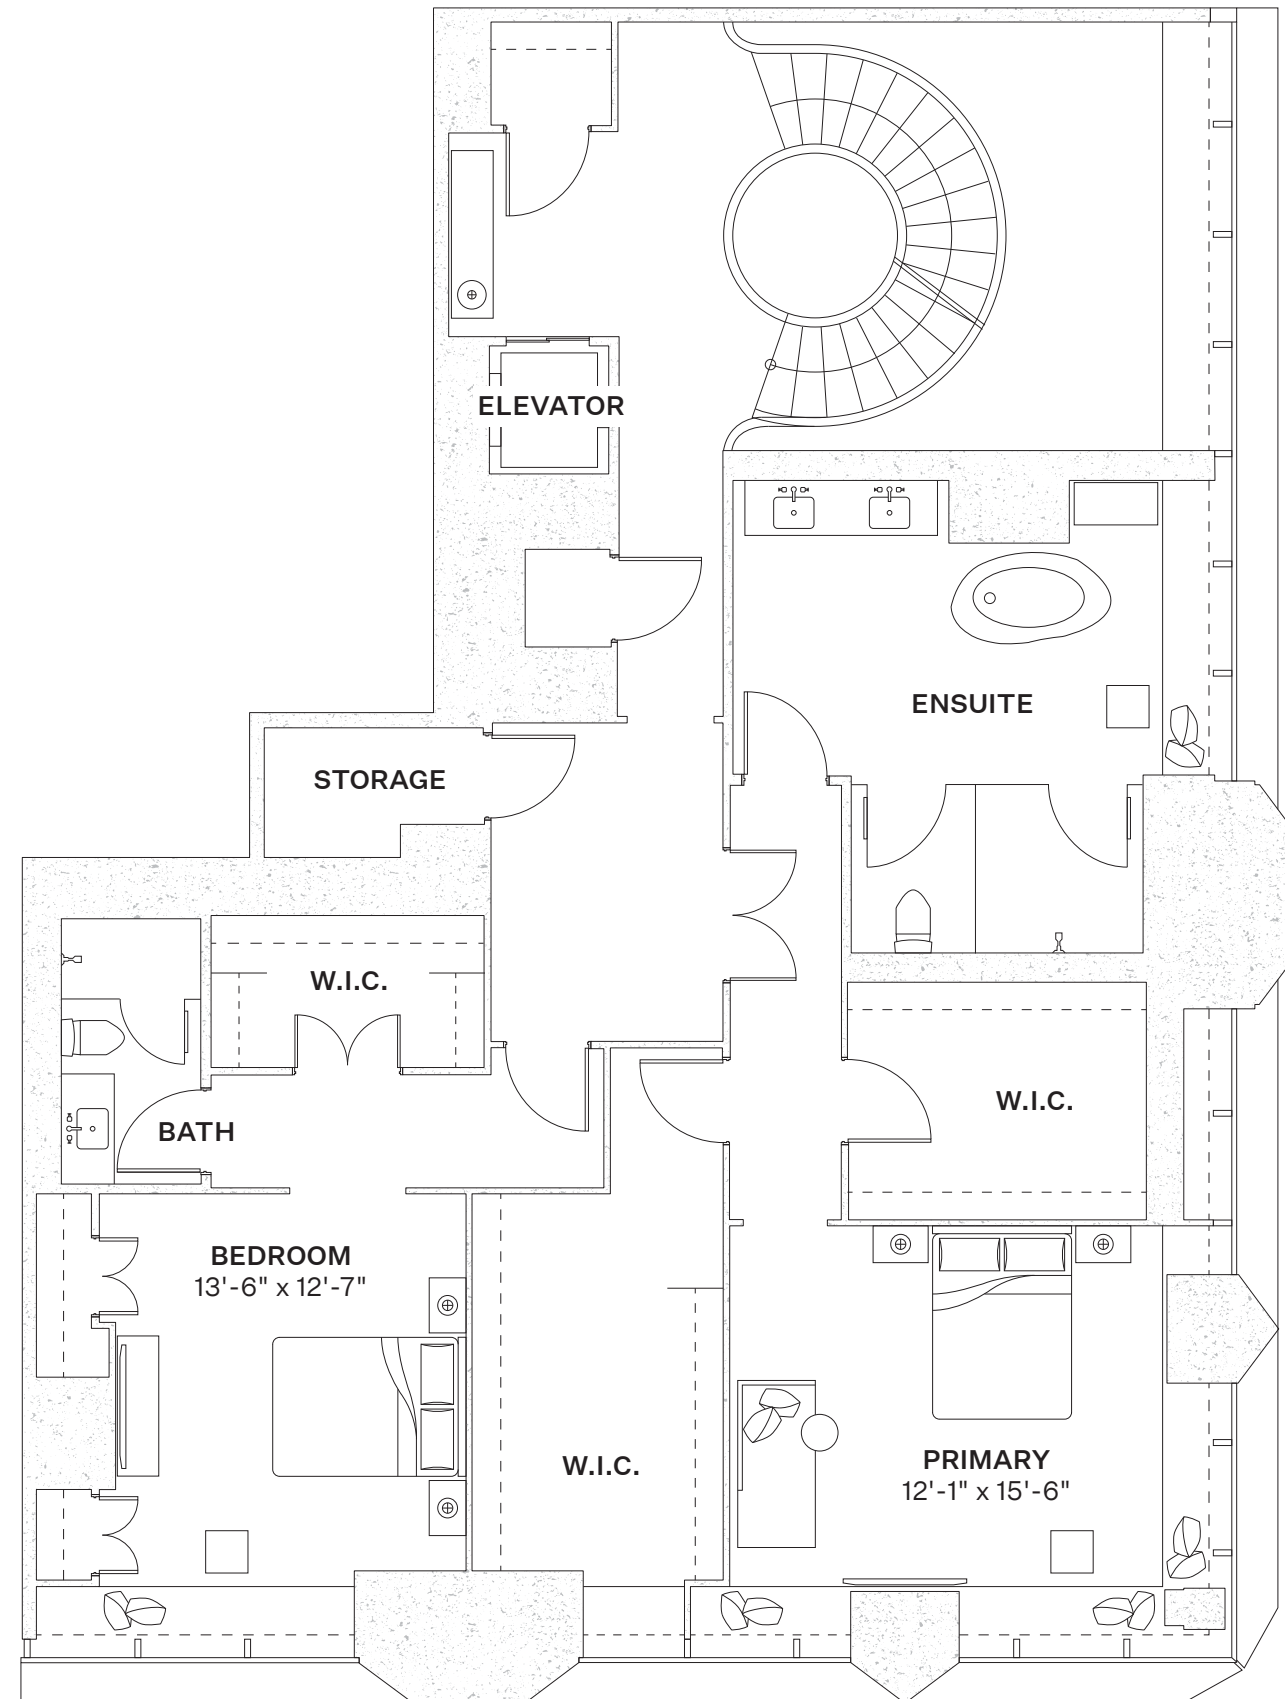 ELEVATOR
ENSUITE
STORAGE
W.I.C.
W.I.C.
BATH
BEDROOM
13'-6" x 12'-7"
W.I.C.
PRIMARY
12'-1" x 15'-6"